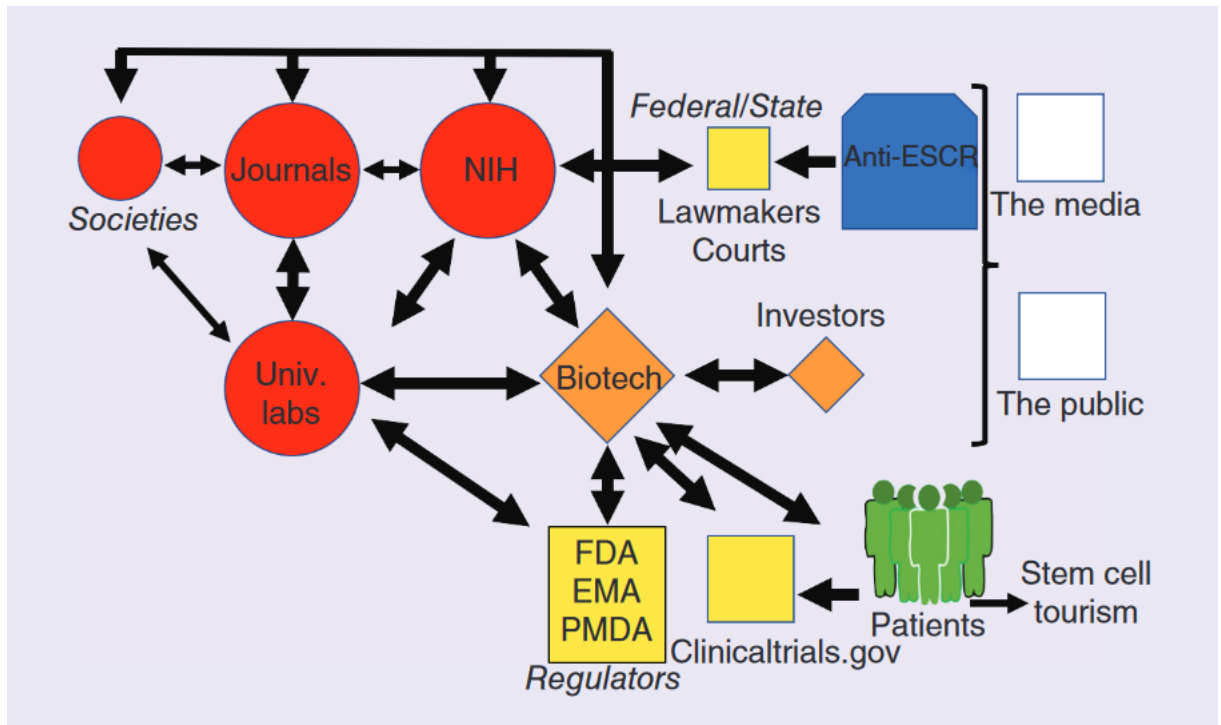 Federal/State
Journals
NIH
Anti-ESCR
Societies
Lawmakers
Courts
The media
Investors
Univ.
labs
Biotech
The public
FDA
EMA
PMDA
Regulators
Clinicaltrials.gov
Patients
Stem cell
tourism